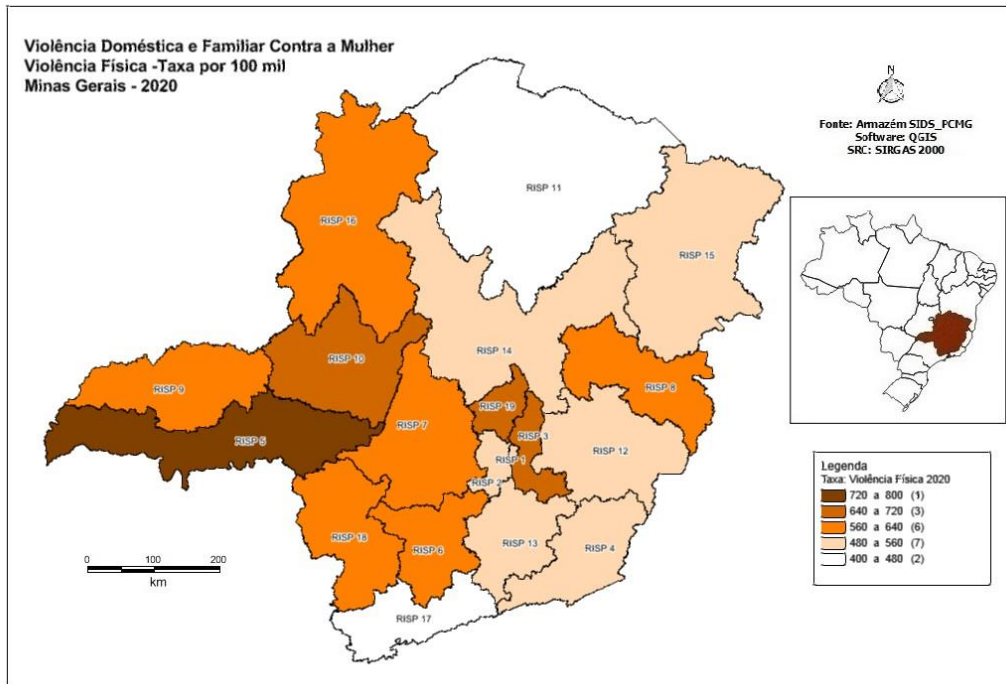 Violência Doméstica e Familiar Contra a Mulher
Violência Física -Taxa por 100 mil
Minas Gerais - 2020
N
Fonte: Armazém SIDS_PCMG
Software: QGIS
SRC: SIRGAS 2000
RISP 11
RISP 16
RISP 15
RISP 14
RISP 10
RISP 9
RISP 8
RISP 19
RISP 7
RISP 3
RISP 5
RISP 12
RISP 1
RISP 2
RISP 18
RISP 6
RISP 13
RISP 4
RISP 17
0 100 200
km
Legenda
Taxa: Violência Física 2020
720 a 800 (1)
640 a 720 (3)
560 a 640 (6)
480 a 560 (7)
400 a 480 (2)